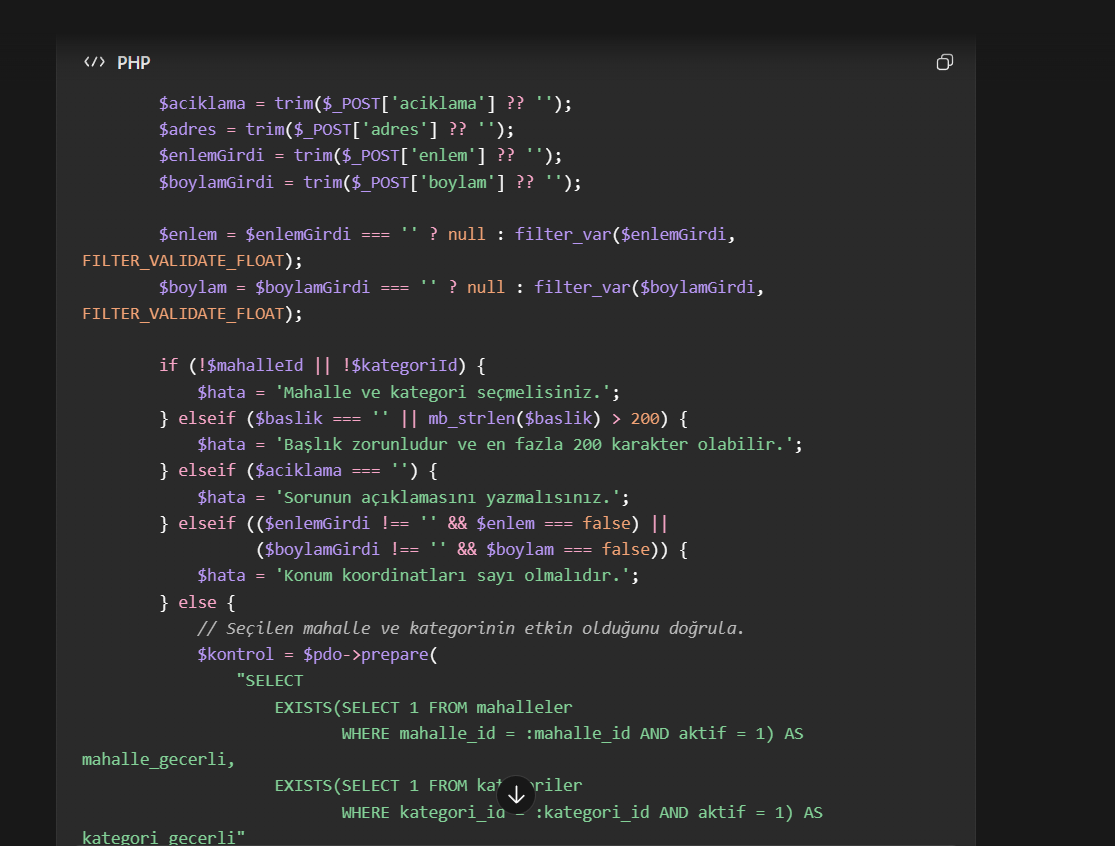 </> PHP
$aciklama = trim($_POST['aciklama'] ?? '');
$adres = trim($_POST['adres'] ?? '');
$enlemGirdi = trim($_POST['enlem'] ?? '');
$boylamGirdi = trim($_POST['boylam'] ?? '');
$enlem = $enlemGirdi === '' ? null : filter_var($enlemGirdi,
FILTER_VALIDATE_FLOAT);
$boylam = $boylamGirdi === '' ? null : filter_var($boylamGirdi,
FILTER_VALIDATE_FLOAT);
if (!$mahalleId || !$kategoriId) {
$hata = 'Mahalle ve kategori seçmelisiniz.';
} elseif ($baslik === '' || mb_strlen($baslik) > 200) {
$hata = 'Başlık zorunludur ve en fazla 200 karakter olabilir.';
} elseif ($aciklama === '') {
$hata = 'Sorunun açıklamasını yazmalısınız.';
} elseif (($enlemGirdi !== '' && $enlem === false) ||
($boylamGirdi !== '' && $boylam === false)) {
$hata = 'Konum koordinatları sayı olmalıdır.';
} else {
// Seçilen mahalle ve kategorinin etkin olduğunu doğrula.
$kontrol = $pdo->prepare(
"SELECT
EXISTS(SELECT 1 FROM mahalleler
WHERE mahalle_id = :mahalle_id AND aktif = 1) AS
mahalle_gecerli,
EXISTS(SELECT 1 FROM kategoriler
WHERE kategori_id = :kategori_id AND aktif = 1) AS
kategori_gecerli"